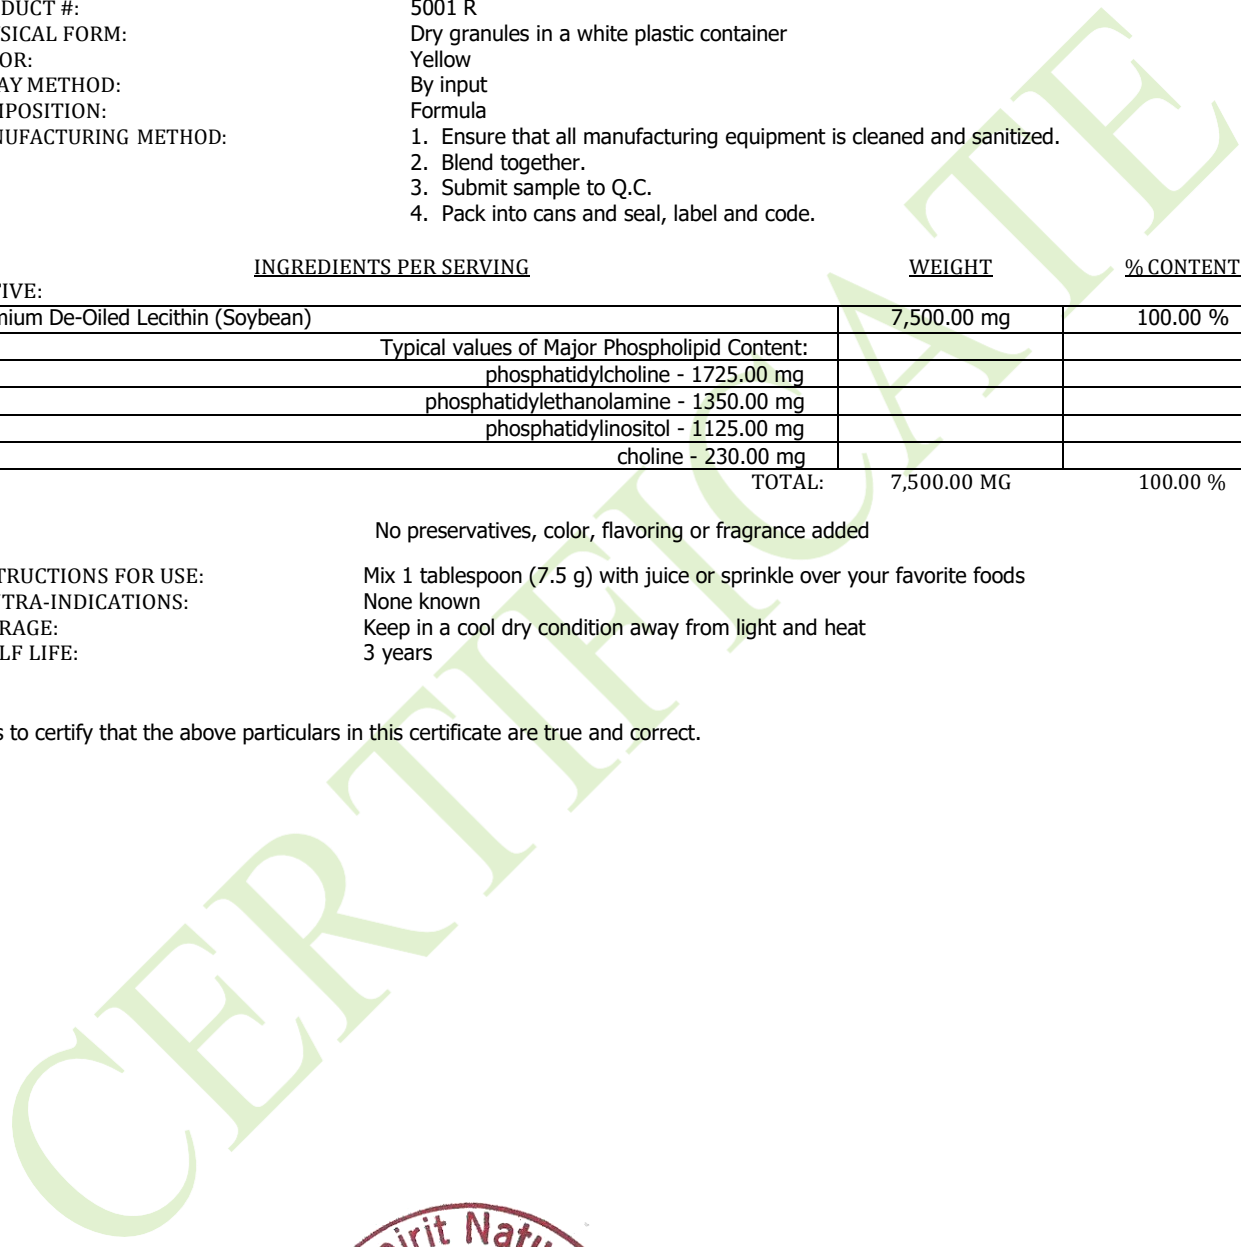 DUCT #: 5001 R
SICAL FORM: Dry granules in a white plastic container
OR: Yellow
AY METHOD: By input
POSITION: Formula
NUFACTURING METHOD: 1. Ensure that all manufacturing equipment is cleaned and sanitized.
2. Blend together.
3. Submit sample to Q.C.
4. Pack into cans and seal, label and code.
INGREDIENTS PER SERVING WEIGHT % CONTENT
TIVE:
mium De-Oiled Lecithin (Soybean) 7,500.00 mg 100.00 %
Typical values of Major Phospholipid Content:
phosphatidylcholine - 1725.00 mg
phosphatidylethanolamine - 1350.00 mg
phosphatidylinositol - 1125.00 mg
choline - 230.00 mg
TOTAL: 7,500.00 MG 100.00 %
No preservatives, color, flavoring or fragrance added
TRUCTIONS FOR USE: Mix 1 tablespoon (7.5 g) with juice or sprinkle over your favorite foods
TRA-INDICATIONS: None known
RAGE: Keep in a cool dry condition away from light and heat
LF LIFE: 3 years
s to certify that the above particulars in this certificate are true and correct.
CERTIFICATE
irit Natu